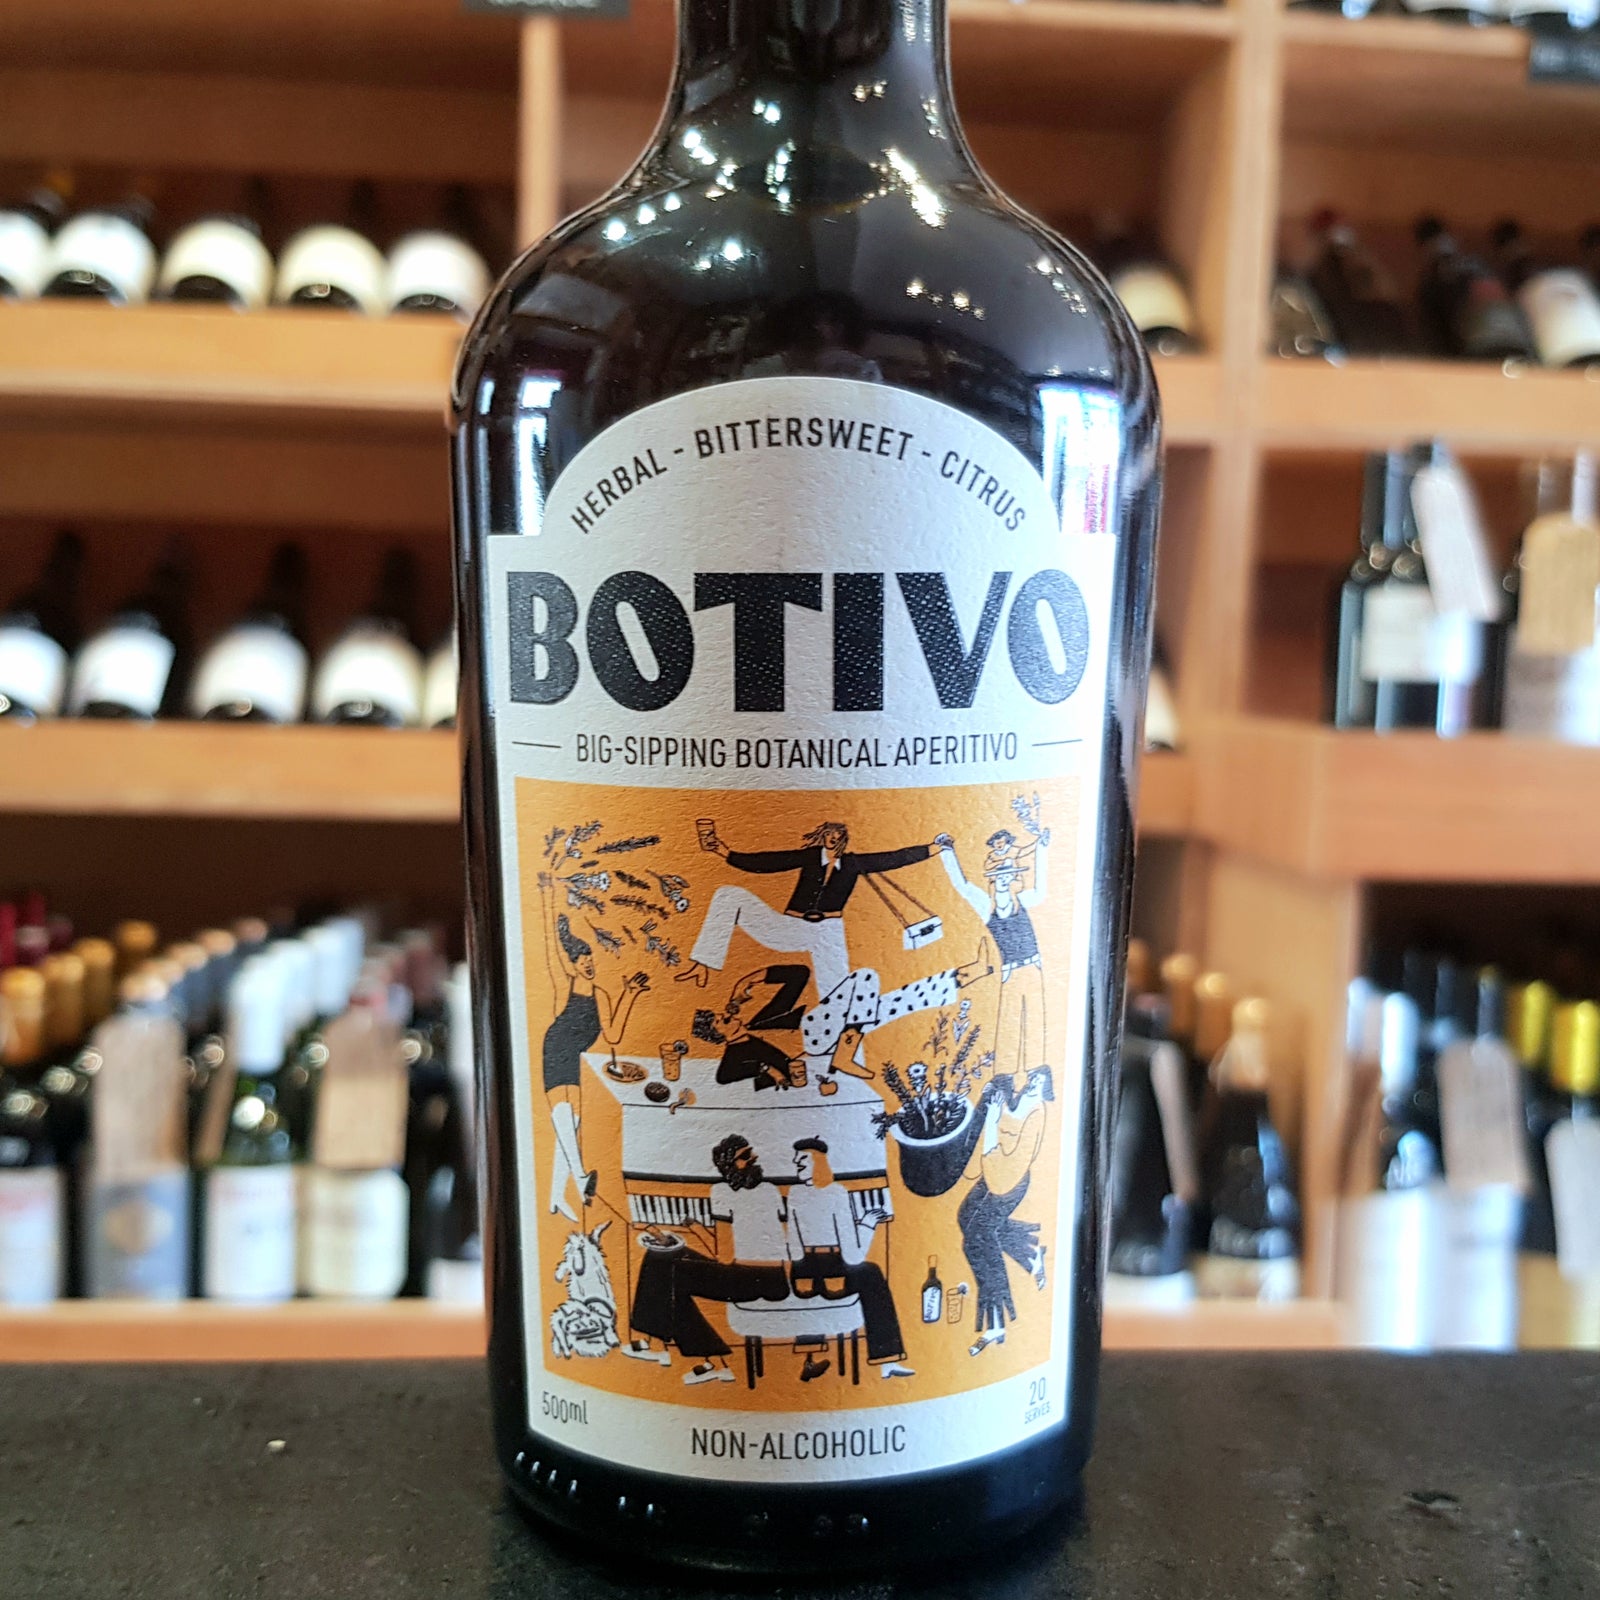 HERBAL - BITTERSWEET - CITRUS
BOTIVO
BIG-SIPPING BOTANICAL APERITIVO
500ml
20
SERVES
NON-ALCOHOLIC